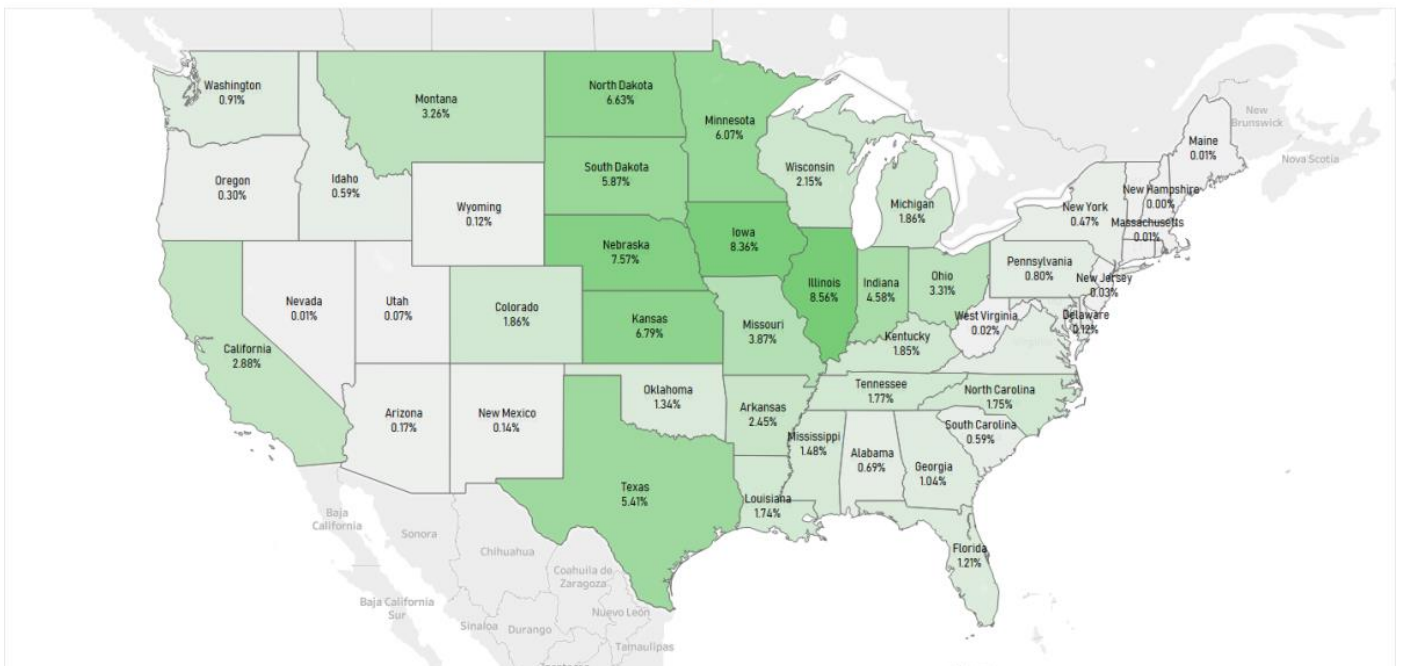 Washington
0.91%
Montana
3.26%
North Dakota
6.63%
Minnesota
6.07%
Maine
0.01%
New
Brunswick
Nova Scotia
Oregon
0.30%
Idaho
0.59%
Wyoming
0.12%
South Dakota
5.87%
Wisconsin
2.15%
Michigan
1.86%
New York
0.47%
New Hampshire
0.00%
Massachusetts
0.01%
Nebraska
7.57%
Iowa
8.36%
Illinois
8.56%
Indiana
4.58%
Ohio
3.31%
Pennsylvania
0.80%
New Jersey
0.03%
Nevada
0.01%
Utah
0.07%
Colorado
1.86%
Kansas
6.79%
Missouri
3.87%
West Virginia
0.02%
Delaware
0.12%
Kentucky
1.85%
California
2.88%
Arizona
0.17%
New Mexico
0.14%
Oklahoma
1.34%
Arkansas
2.45%
Tennessee
1.77%
North Carolina
1.75%
South Carolina
0.59%
Mississippi
1.48%
Alabama
0.69%
Georgia
1.04%
Texas
5.41%
Louisiana
1.74%
Florida
1.21%
Baja
California
Sonora
Chihuahua
Coahuila de
Zaragoza
Baja California
Sur
Sinaloa
Durango
Nuevo León
Tamaulipas